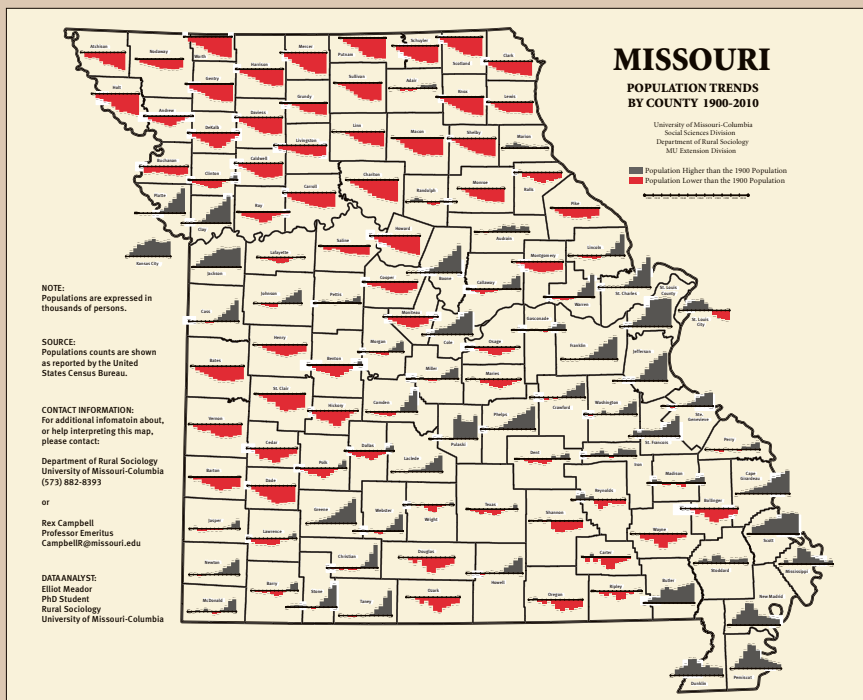 MISSOURI
POPULATION TRENDS
BY COUNTY 1900-2010
University of Missouri-Columbia
Social Sciences Division
Department of Rural Sociology
MU Extension Division
Population Higher than the 1900 Population
Population Lower than the 1900 Population
NOTE:
Populations are expressed in
thousands of persons.
SOURCE:
Populations counts are shown
as reported by the United
States Census Bureau.
CONTACT INFORMATION:
For additional infomatoin about,
or help interpreting this map,
please contact:
Department of Rural Sociology
University of Missouri-Columbia
(573) 882-8393
or
Rex Campbell
Professor Emeritus
CampbellR@missouri.edu
DATA ANALYST:
Elliot Meador
PhD Student
Rural Sociology
University of Missouri-Columbia
Atchison
Nodaway
Worth
Harrison
Mercer
Putnam
Schuyler
Scotland
Clark
Holt
Gentry
Sullivan
Adair
Knox
Lewis
Andrew
DeKalb
Daviess
Grundy
Livingston
Linn
Macon
Shelby
Marion
Buchanan
Clinton
Caldwell
Carroll
Chariton
Randolph
Monroe
Ralls
Pike
Platte
Clay
Ray
Kansas City
Jackson
Lafayette
Saline
Howard
Boone
Audrain
Callaway
Montgomery
Lincoln
Warren
St. Charles
St. Louis
County
St. Louis
City
Cass
Johnson
Pettis
Cooper
Moniteau
Cole
Osage
Gasconade
Franklin
Jefferson
Bates
Henry
Benton
Morgan
Miller
Maries
Crawford
Washington
Ste.
Genevieve
St. Francois
Perry
Vernon
St. Clair
Hickory
Camden
Pulaski
Phelps
Dent
Iron
Madison
Cape
Girardeau
Cedar
Polk
Dallas
Laclede
Texas
Reynolds
Bollinger
Barton
Dade
Greene
Webster
Wright
Shannon
Wayne
Scott
Jasper
Lawrence
Christian
Douglas
Howell
Carter
Butler
Stoddard
Mississippi
Newton
Barry
Stone
Taney
Ozark
Oregon
Ripley
New Madrid
McDonald
Dunklin
Pemiscot